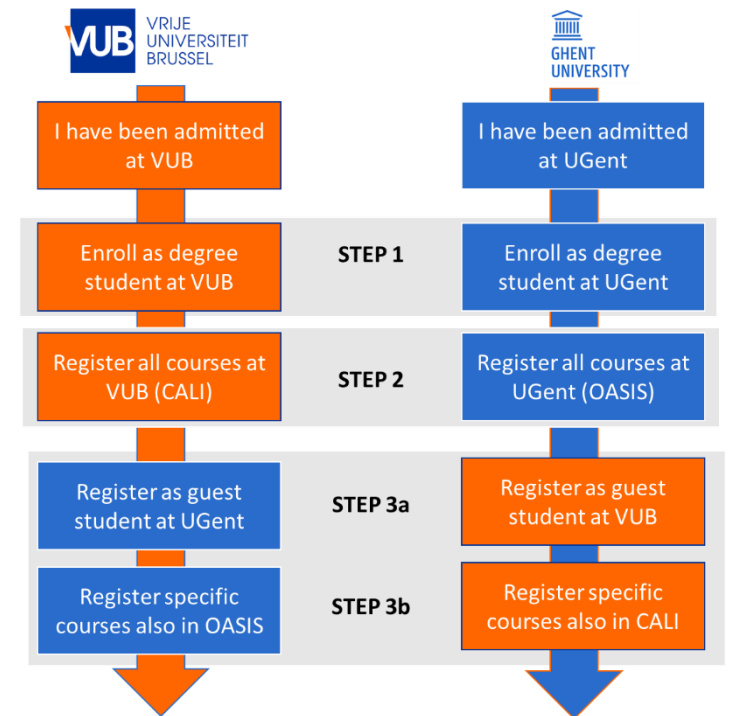 VUB
VRIJE
UNIVERSITEIT
BRUSSEL
GHENT
UNIVERSITY
I have been admitted
at VUB
I have been admitted
at UGent
Enroll as degree
student at VUB
STEP 1
Enroll as degree
student at UGent
Register all courses at
VUB (CALI)
STEP 2
Register all courses at
UGent (OASIS)
Register as guest
student at UGent
STEP 3a
Register as guest
student at VUB
Register specific
courses also in OASIS
STEP 3b
Register specific
courses also in CALI